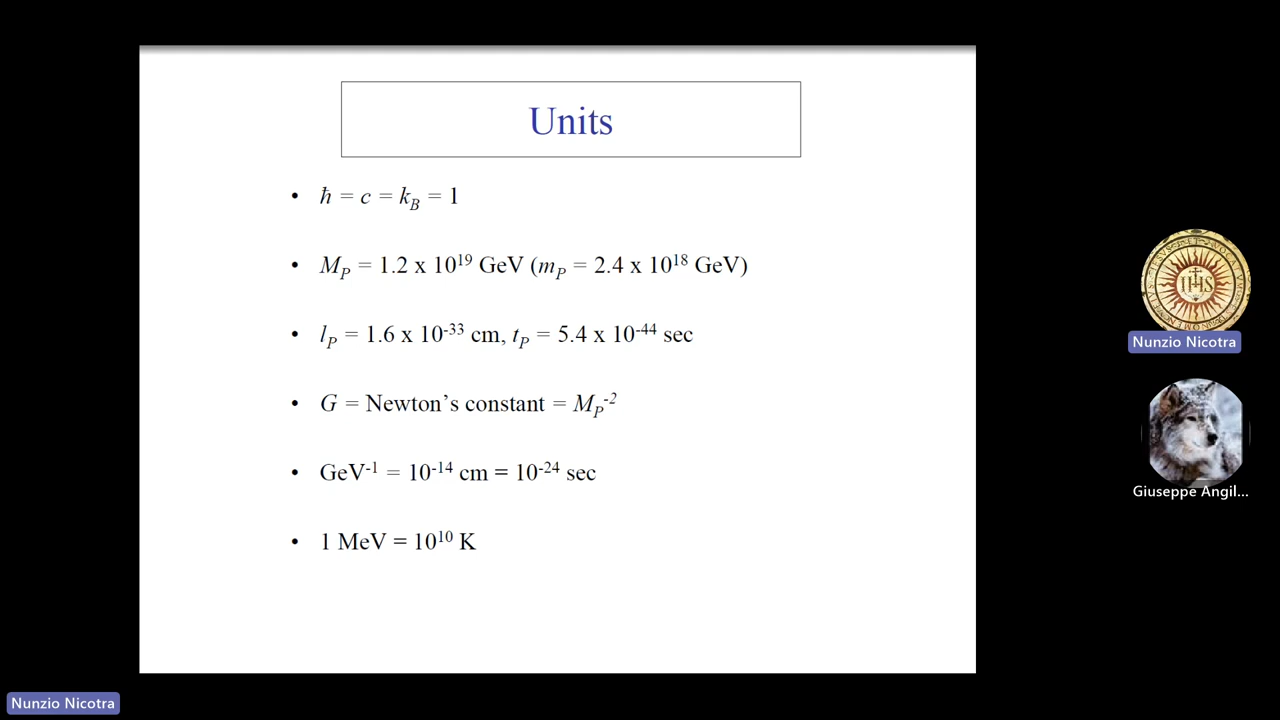 Units
• ħ = c = k_B = 1
• M_P = 1.2 x 10^19 GeV (m_P = 2.4 x 10^18 GeV)
• l_P = 1.6 x 10^-33 cm, t_P = 5.4 x 10^-44 sec
• G = Newton’s constant = M_P^-2
• GeV^-1 = 10^-14 cm = 10^-24 sec
• 1 MeV = 10^10 K
IHS
Nunzio Nicotra
Giuseppe Angil...
Nunzio Nicotra